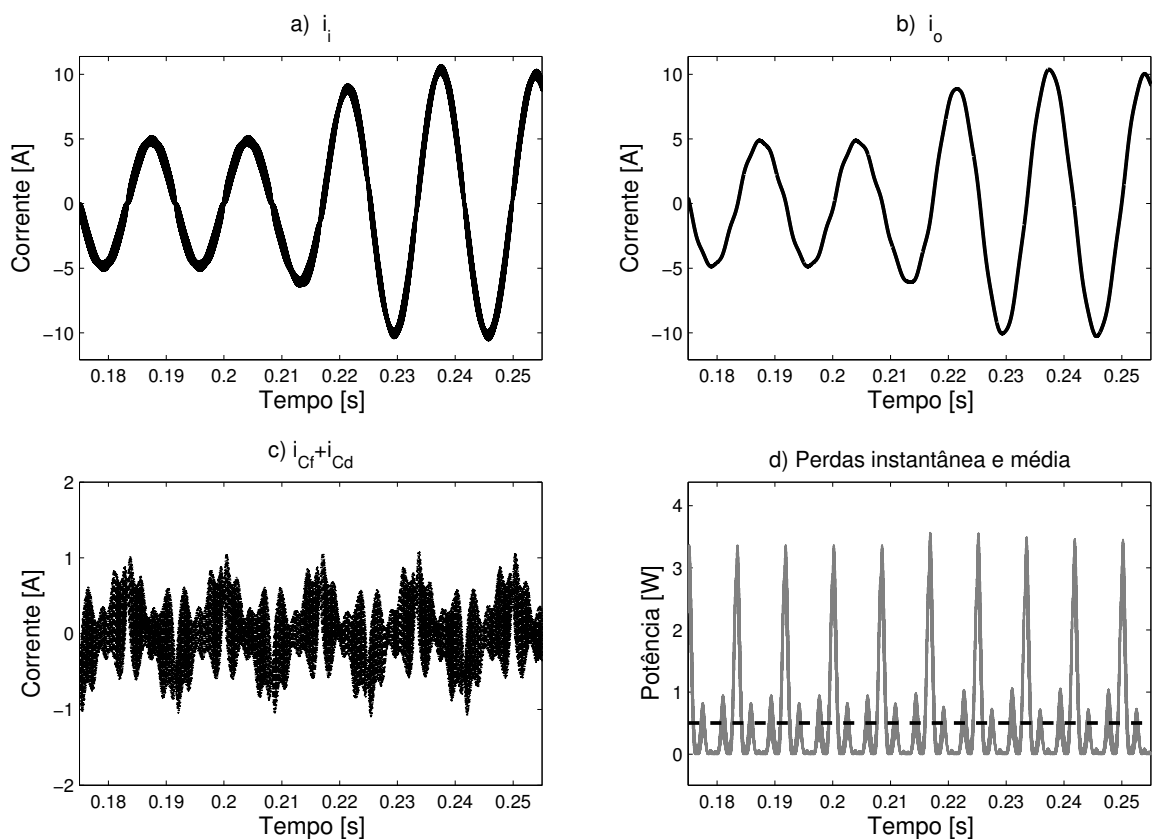 a) i_i
10
5
0
−5
−10
Corrente [A]
0.18 0.19 0.2 0.21 0.22 0.23 0.24 0.25
Tempo [s]
b) i_o
10
5
0
−5
−10
Corrente [A]
0.18 0.19 0.2 0.21 0.22 0.23 0.24 0.25
Tempo [s]
c) i_Cf+i_Cd
2
1
0
−1
−2
Corrente [A]
0.18 0.19 0.2 0.21 0.22 0.23 0.24 0.25
Tempo [s]
d) Perdas instantânea e média
4
3
2
1
0
Potência [W]
0.18 0.19 0.2 0.21 0.22 0.23 0.24 0.25
Tempo [s]